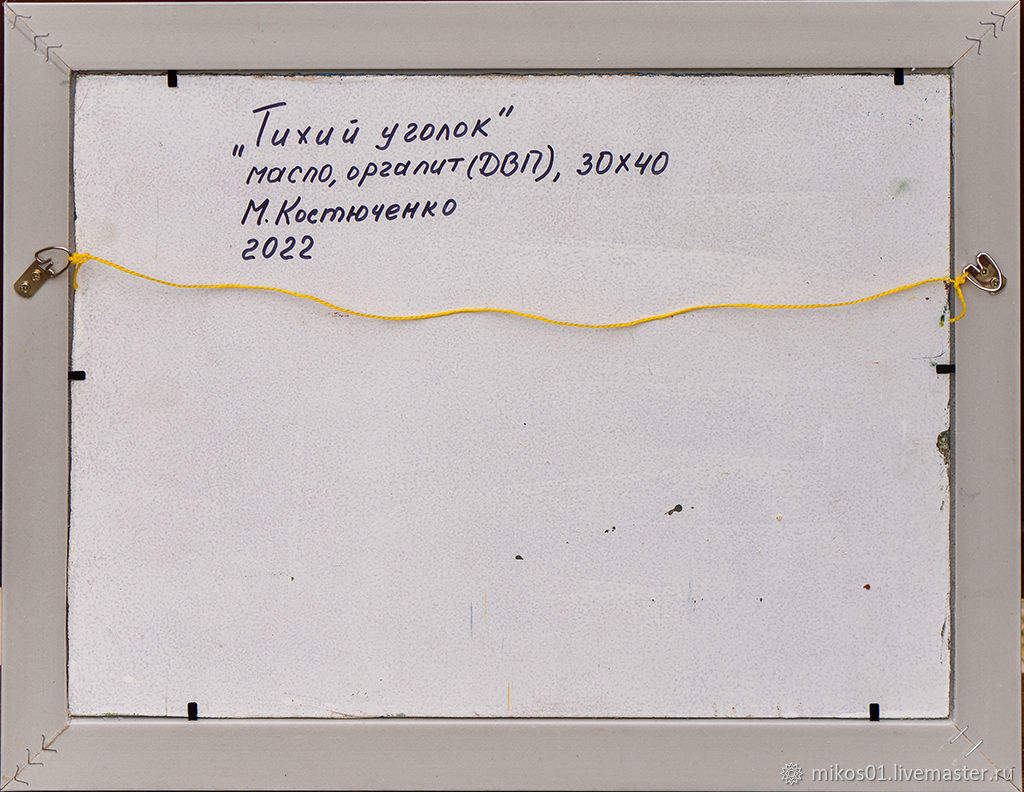 „Тихий уголок"
масло, оргалит (ДВП), 30х40
М. Костюченко
2022
mikos01.livemaster.ru